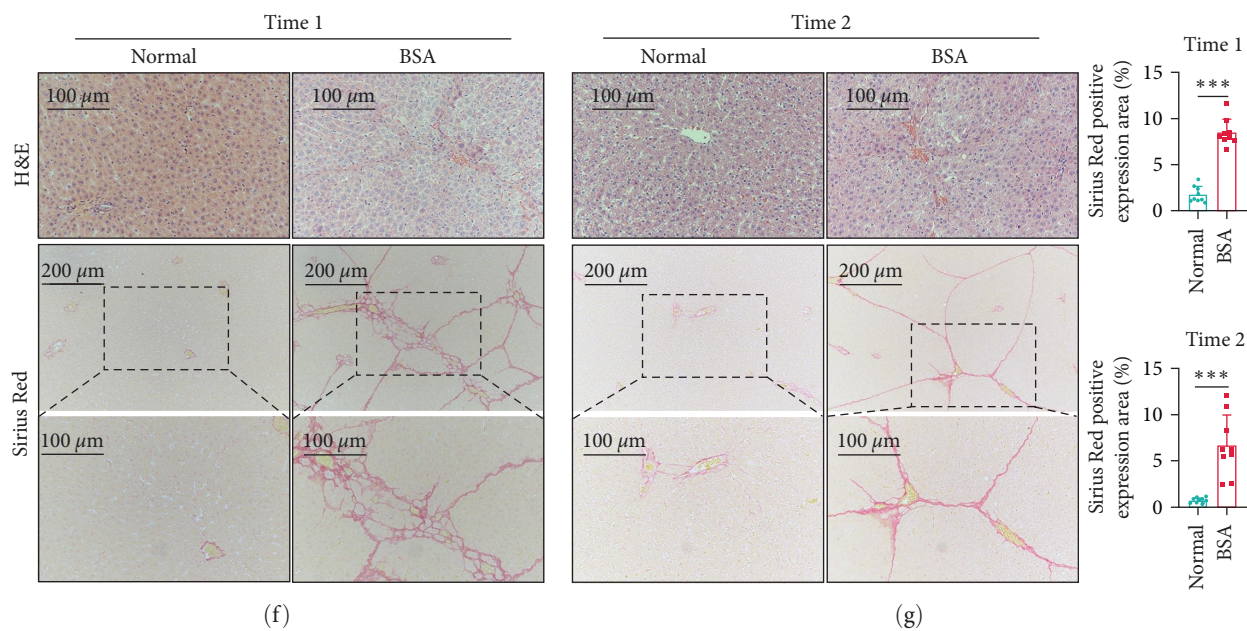 Time 1
Normal
BSA
H&E
100 µm
100 µm
Sirius Red
200 µm
200 µm
100 µm
100 µm
(f)
Time 2
Normal
BSA
100 µm
100 µm
200 µm
200 µm
100 µm
100 µm
(g)
Time 1
Sirius Red positive
expression area (%)
15
10
5
0
***
Normal
BSA
Time 2
Sirius Red positive
expression area (%)
15
10
5
0
***
Normal
BSA